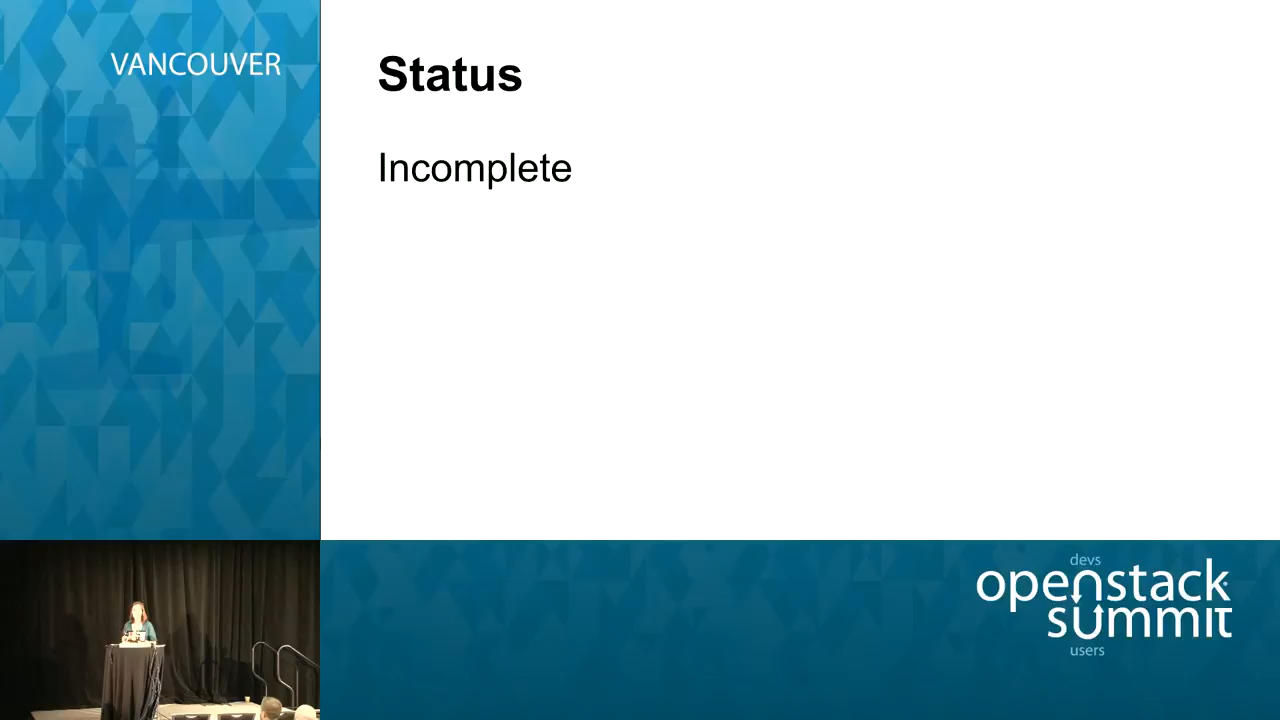 VANCOUVER
Status
Incomplete
devs
openstack
summit
users